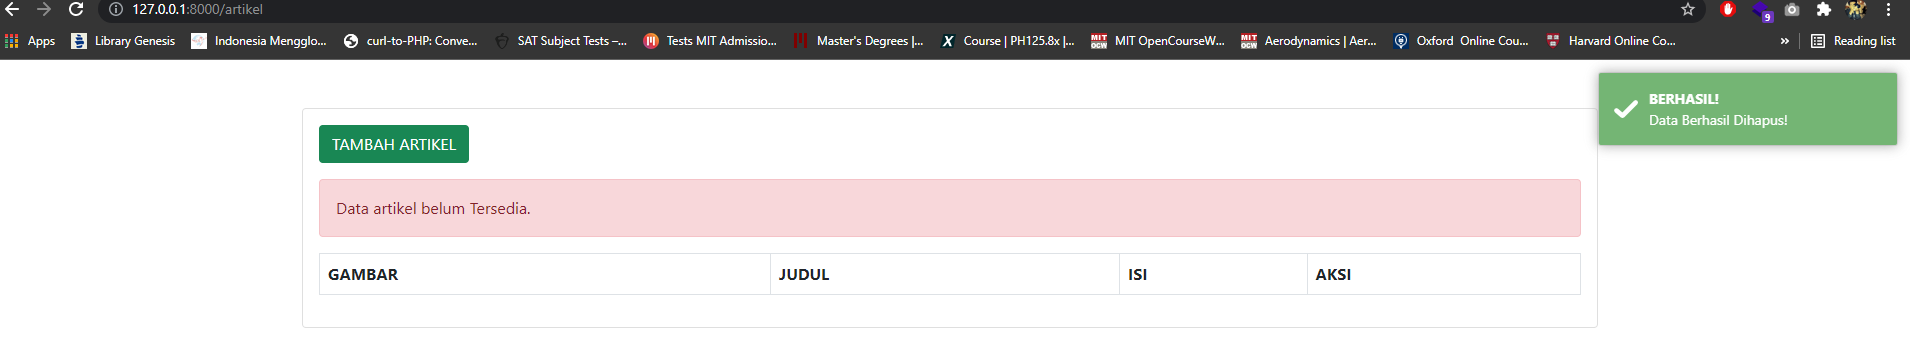 127.0.0.1:8000/artikel
9
Apps
Library Genesis
Indonesia Mengglo...
curl-to-PHP: Conve...
SAT Subject Tests –...
Tests MIT Admissio...
Master's Degrees |...
Course | PH125.8x |...
MIT OpenCourseW...
Aerodynamics | Aer...
Oxford Online Cou...
Harvard Online Co...
»
Reading list
BERHASIL!
Data Berhasil Dihapus!
TAMBAH ARTIKEL
Data artikel belum Tersedia.
GAMBAR JUDUL ISI AKSI